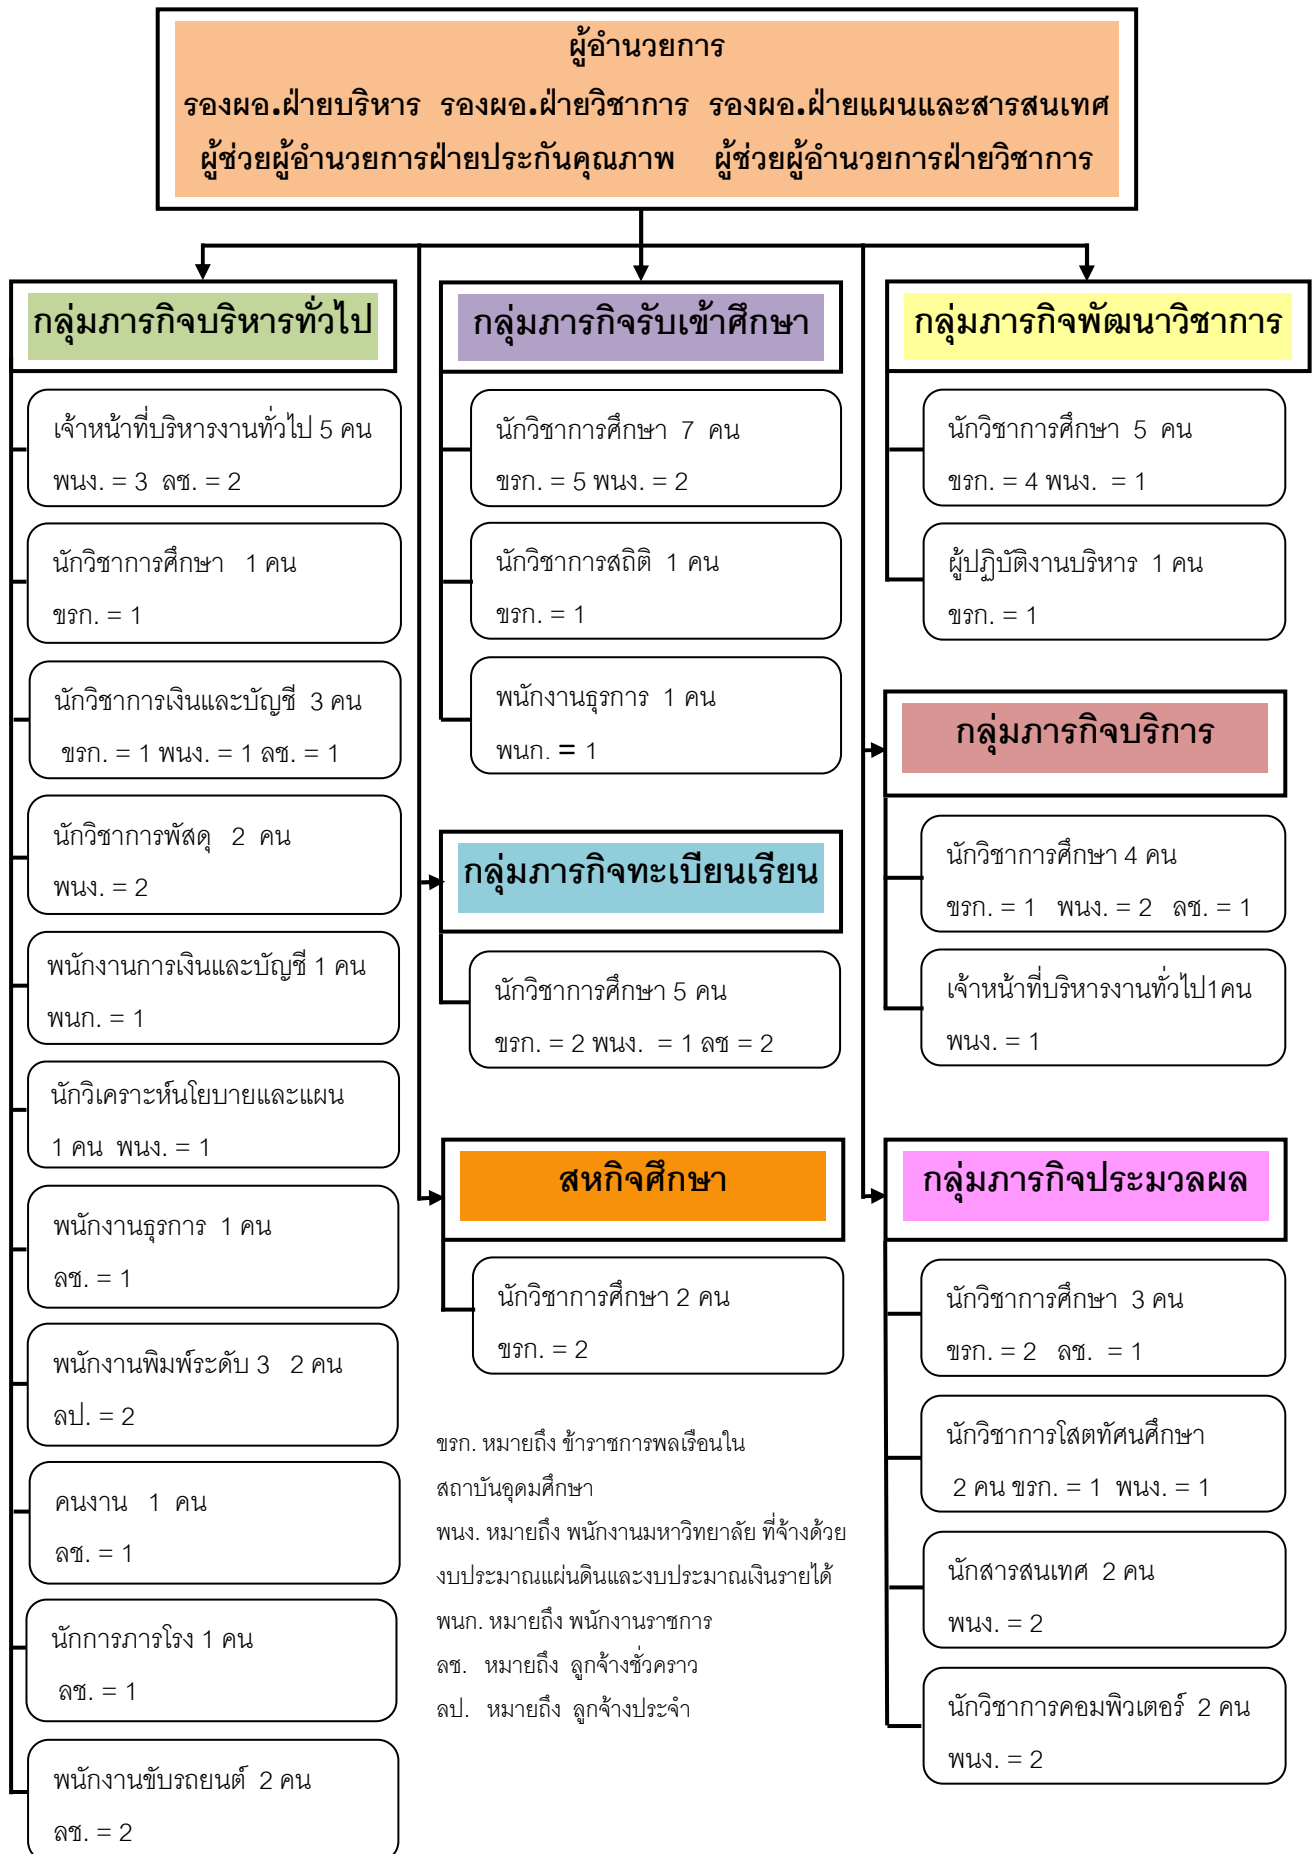 ผู้อำนวยการ
รองผอ.ฝ่ายบริหาร รองผอ.ฝ่ายวิชาการ รองผอ.ฝ่ายแผนและสารสนเทศ
ผู้ช่วยผู้อำนวยการฝ่ายประกันคุณภาพ ผู้ช่วยผู้อำนวยการฝ่ายวิชาการ
กลุ่มภารกิจบริหารทั่วไป
เจ้าหน้าที่บริหารงานทั่วไป 5 คน
พนง. = 3 ลช. = 2
นักวิชาการศึกษา 1 คน
ขรก. = 1
นักวิชาการเงินและบัญชี 3 คน
ขรก. = 1 พนง. = 1 ลช. = 1
นักวิชาการพัสดุ 2 คน
พนง. = 2
พนักงานการเงินและบัญชี 1 คน
พนก. = 1
นักวิเคราะห์นโยบายและแผน
1 คน พนง. = 1
พนักงานธุรการ 1 คน
ลช. = 1
พนักงานพิมพ์ระดับ 3 2 คน
ลป. = 2
คนงาน 1 คน
ลช. = 1
นักการภารโรง 1 คน
ลช. = 1
พนักงานขับรถยนต์ 2 คน
ลช. = 2
กลุ่มภารกิจรับเข้าศึกษา
นักวิชาการศึกษา 7 คน
ขรก. = 5 พนง. = 2
นักวิชาการสถิติ 1 คน
ขรก. = 1
พนักงานธุรการ 1 คน
พนก. = 1
กลุ่มภารกิจทะเบียนเรียน
นักวิชาการศึกษา 5 คน
ขรก. = 2 พนง. = 1 ลช = 2
สหกิจศึกษา
นักวิชาการศึกษา 2 คน
ขรก. = 2
ขรก. หมายถึง ข้าราชการพลเรือนใน
สถาบันอุดมศึกษา
พนง. หมายถึง พนักงานมหาวิทยาลัย ที่จ้างด้วย
งบประมาณแผ่นดินและงบประมาณเงินรายได้
พนก. หมายถึง พนักงานราชการ
ลช. หมายถึง ลูกจ้างชั่วคราว
ลป. หมายถึง ลูกจ้างประจำ
กลุ่มภารกิจพัฒนาวิชาการ
นักวิชาการศึกษา 5 คน
ขรก. = 4 พนง. = 1
ผู้ปฏิบัติงานบริหาร 1 คน
ขรก. = 1
กลุ่มภารกิจบริการ
นักวิชาการศึกษา 4 คน
ขรก. = 1 พนง. = 2 ลช. = 1
เจ้าหน้าที่บริหารงานทั่วไป1คน
พนง. = 1
กลุ่มภารกิจประมวลผล
นักวิชาการศึกษา 3 คน
ขรก. = 2 ลช. = 1
นักวิชาการโสตทัศนศึกษา
2 คน ขรก. = 1 พนง. = 1
นักสารสนเทศ 2 คน
พนง. = 2
นักวิชาการคอมพิวเตอร์ 2 คน
พนง. = 2